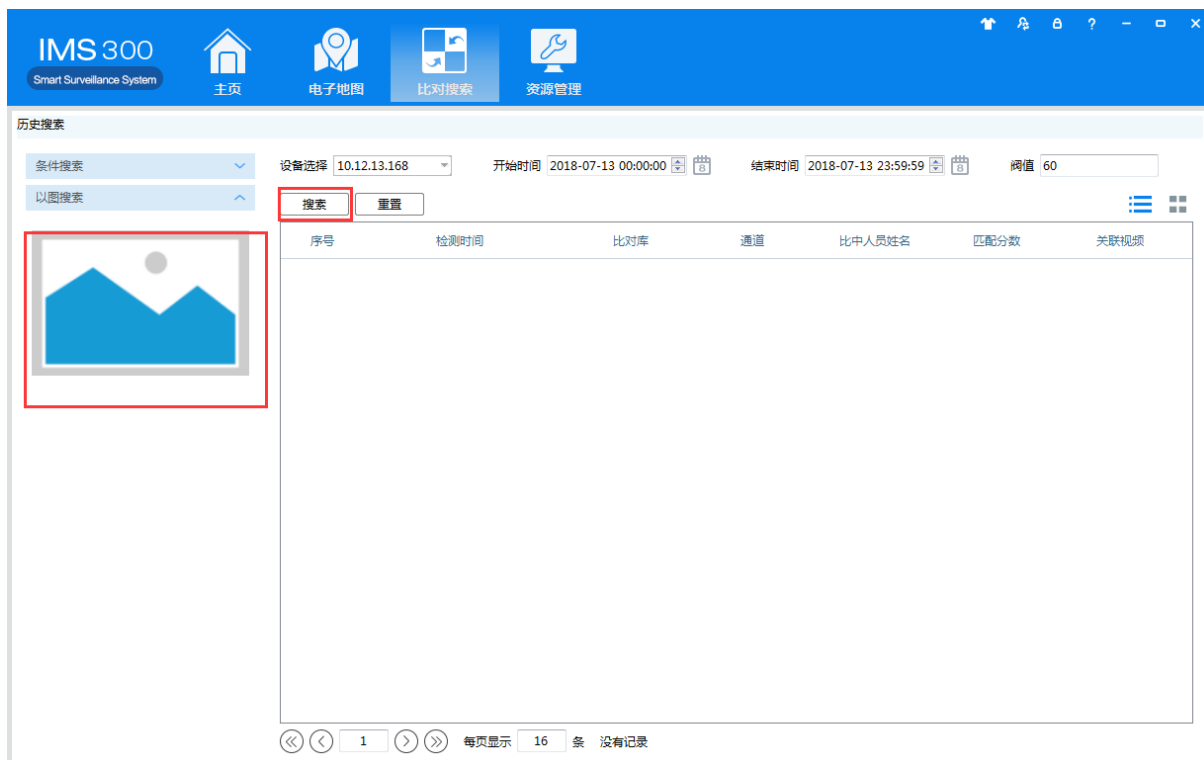 IMS 300
Smart Surveillance System
主页
电子地图
比对搜索
资源管理
?
历史搜索
条件搜索
以图搜索
设备选择 10.12.13.168 开始时间 2018-07-13 00:00:00 8 结束时间 2018-07-13 23:59:59 8 阀值 60
搜索 重置
序号 检测时间 比对库 通道 比中人员姓名 匹配分数 关联视频
1 每页显示 16 条 没有记录